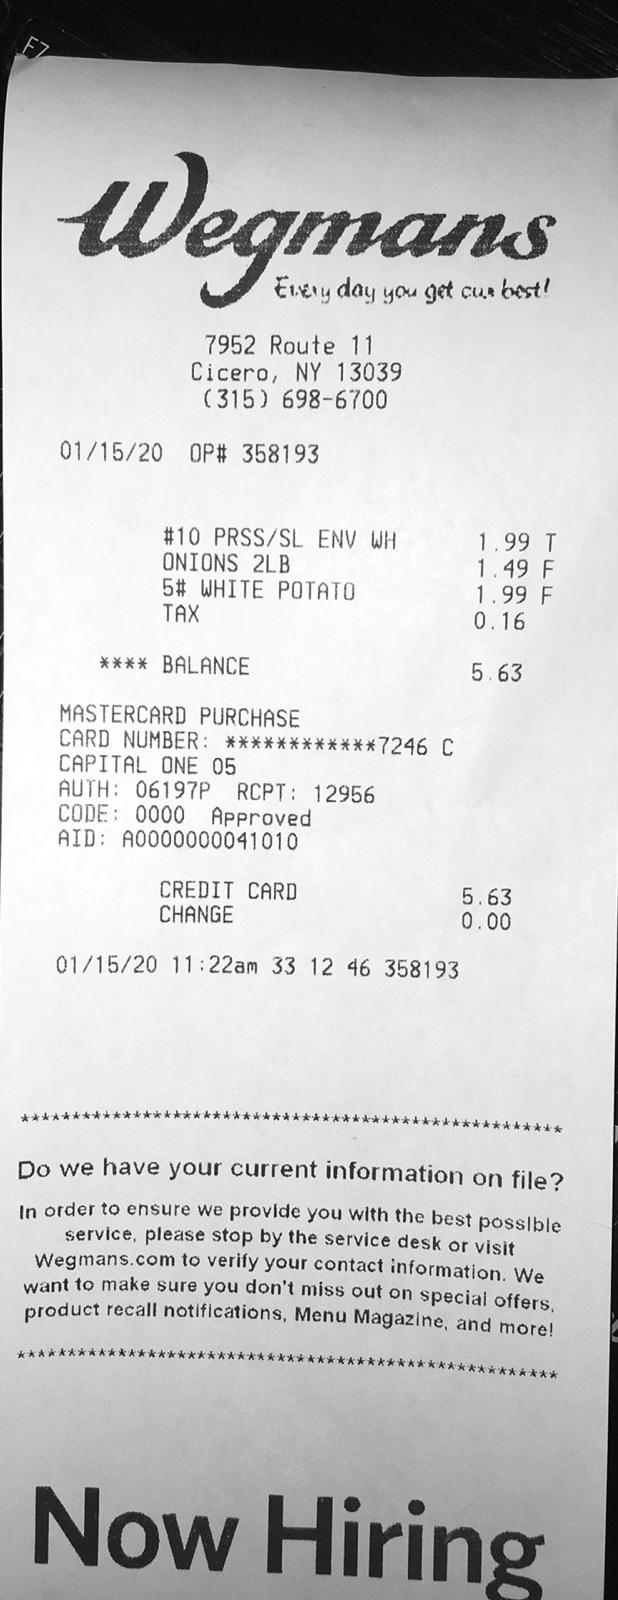 F7
Wegmans
Every day you get our best!
7952 Route 11
Cicero, NY 13039
(315) 698-6700
01/15/20 OP# 358193
#10 PRSS/SL ENV WH 1.99 T
ONIONS 2LB 1.49 F
5# WHITE POTATO 1.99 F
TAX 0.16
**** BALANCE 5.63
MASTERCARD PURCHASE
CARD NUMBER: ************7246 C
CAPITAL ONE 05
AUTH: 06197P RCPT: 12956
CODE: 0000 Approved
AID: A0000000041010
CREDIT CARD 5.63
CHANGE 0.00
01/15/20 11:22am 33 12 46 358193
*******************************************************
Do we have your current information on file?
In order to ensure we provide you with the best possible
service, please stop by the service desk or visit
Wegmans.com to verify your contact information. We
want to make sure you don't miss out on special offers,
product recall notifications, Menu Magazine, and more!
*******************************************************
Now Hiring